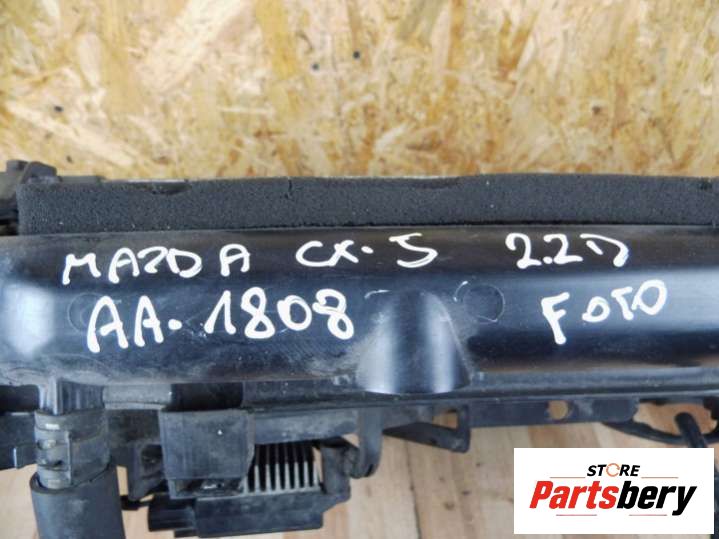 MAZDA CX-5 2.2D
AA.1808 FOTO
STORE
Partsbery